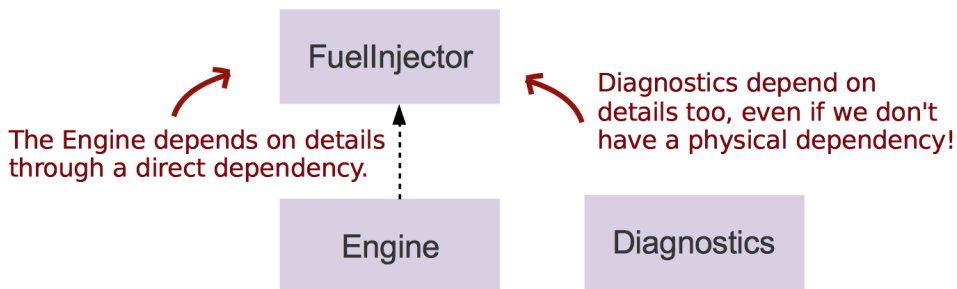 FuelInjector
The Engine depends on details
through a direct dependency.
Diagnostics depend on
details too, even if we don't
have a physical dependency!
Engine
Diagnostics